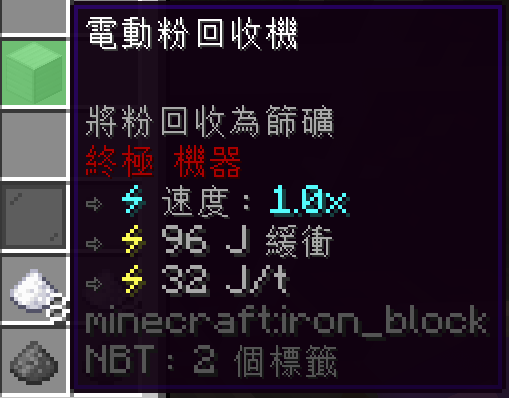 電動粉回收機
將粉回收為篩礦
終極 機器
⇨ ⚡ 速度：1.0x
⇨ ⚡ 96 J 緩衝
⇨ ⚡ 32 J/t
minecraft:iron_block
NBT：2 個標籤
8